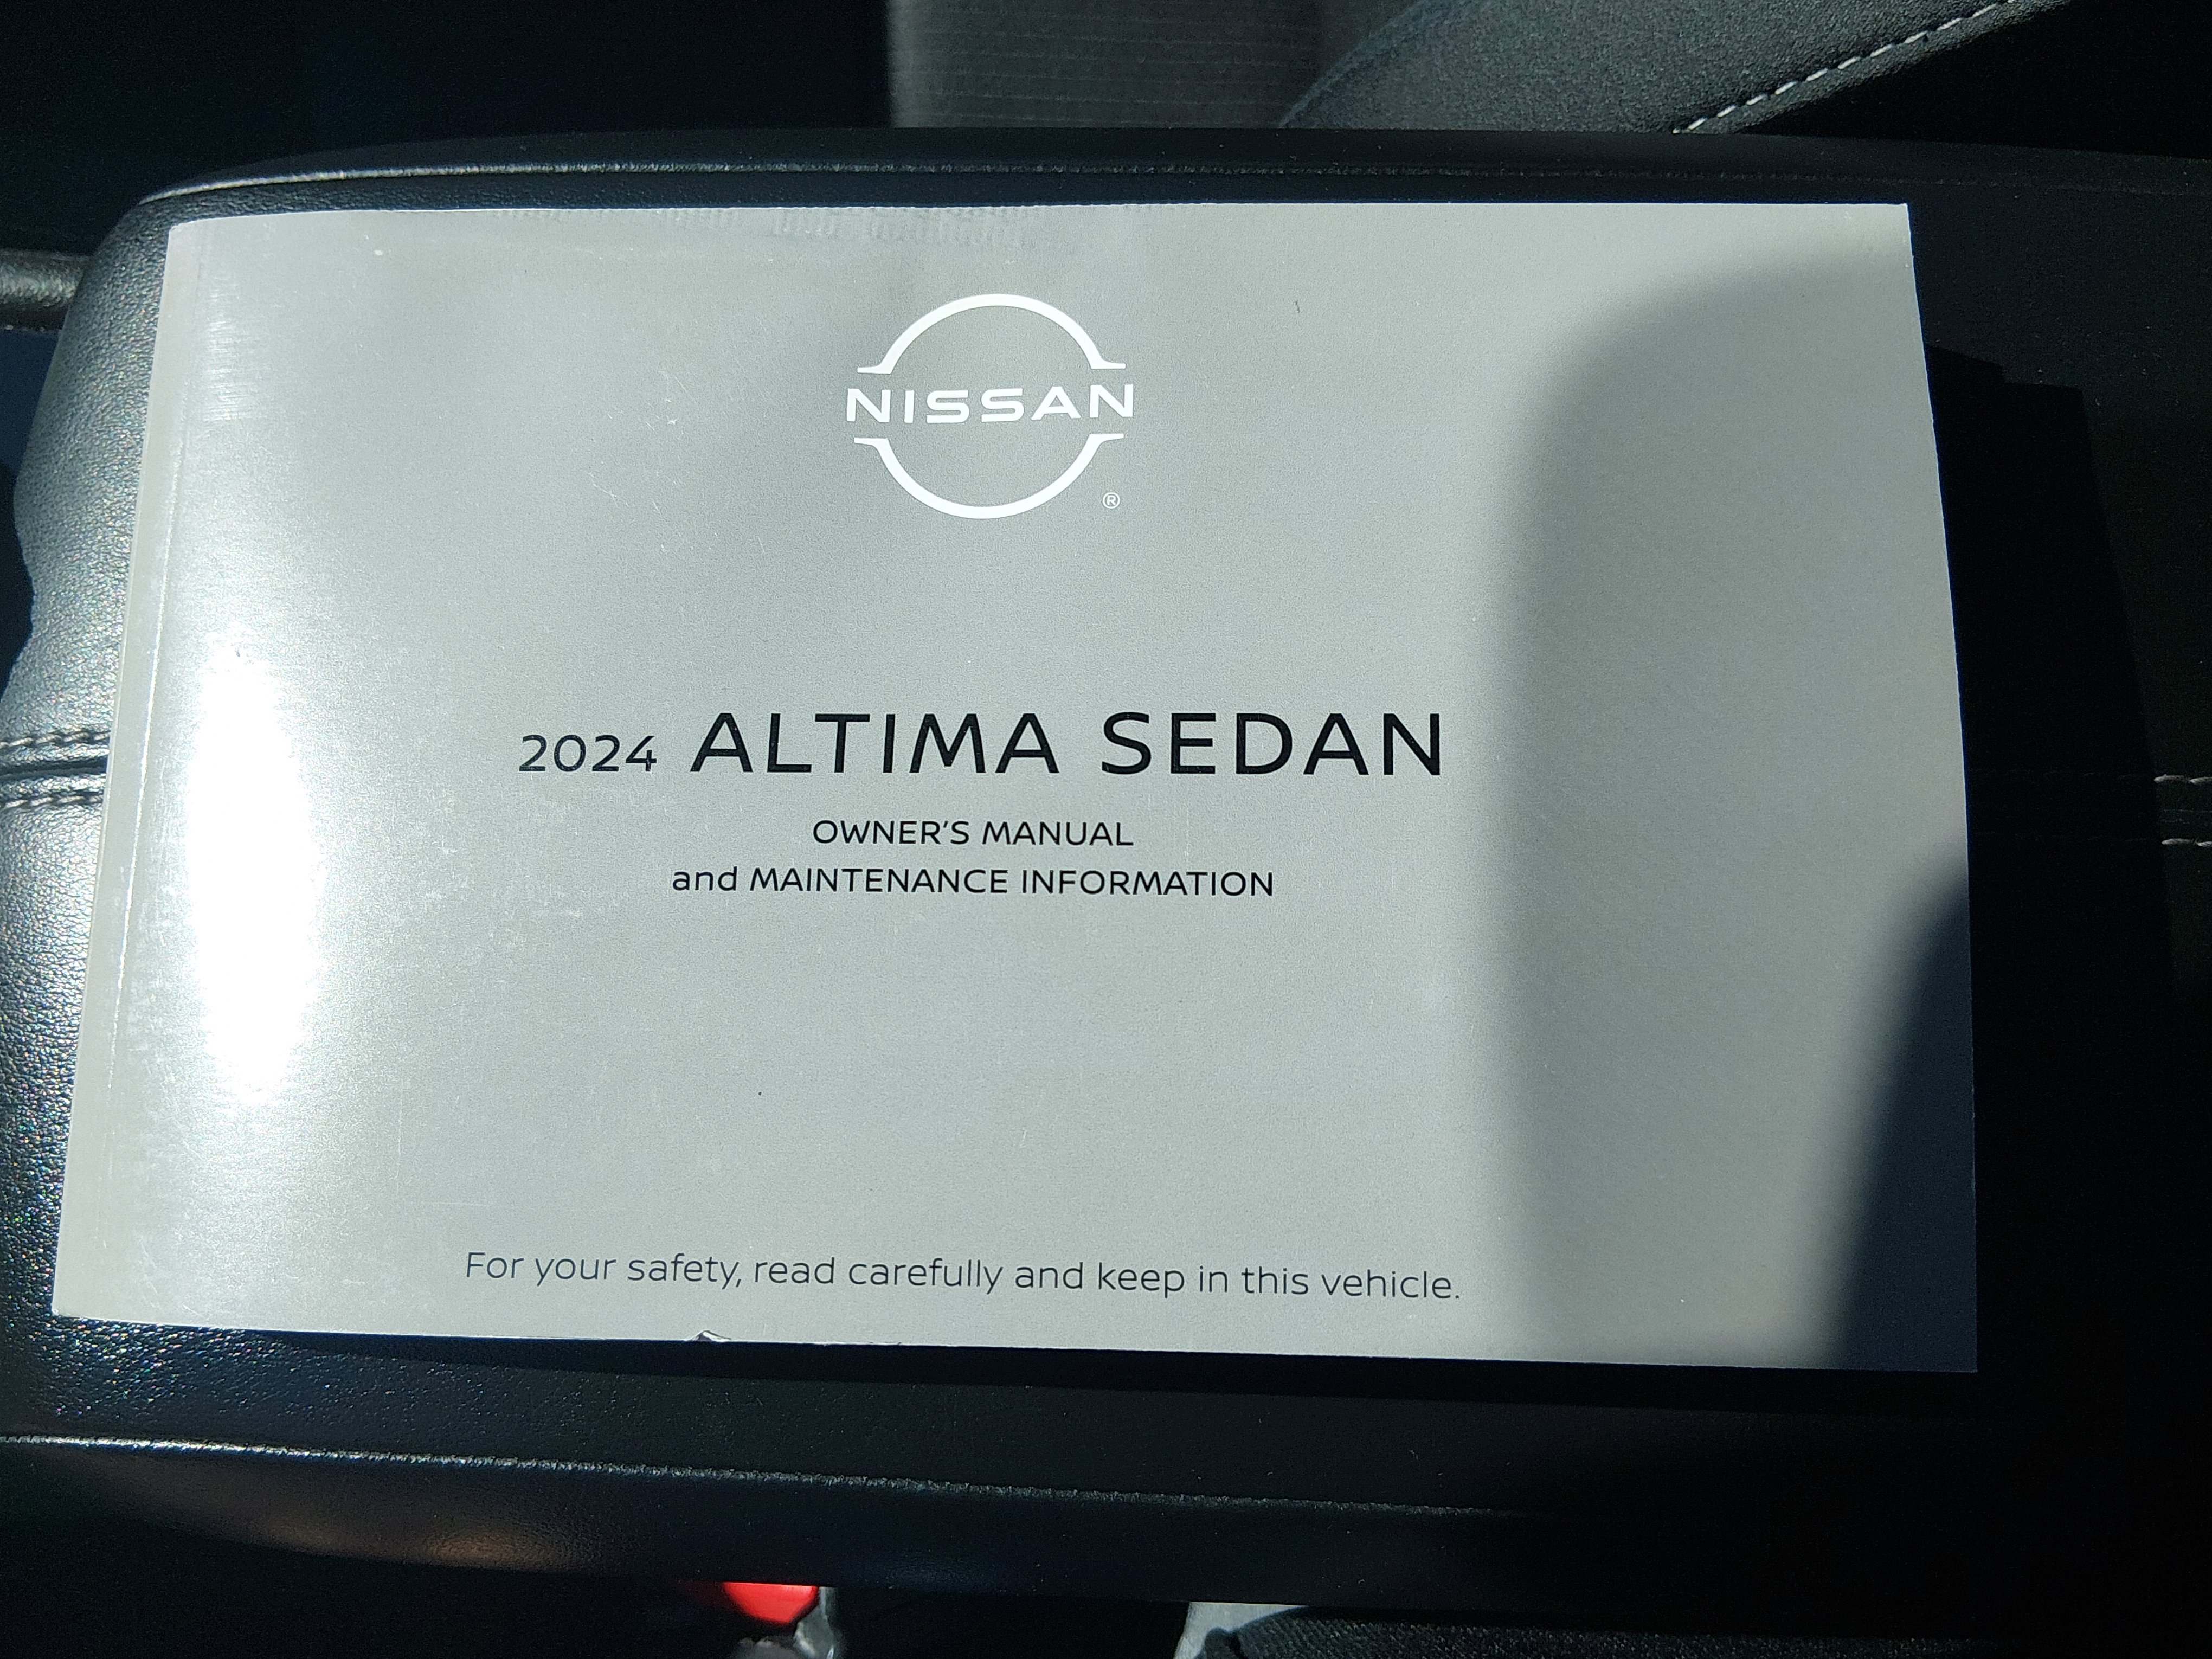 NISSAN
®
2024 ALTIMA SEDAN
OWNER'S MANUAL
and MAINTENANCE INFORMATION
For your safety, read carefully and keep in this vehicle.